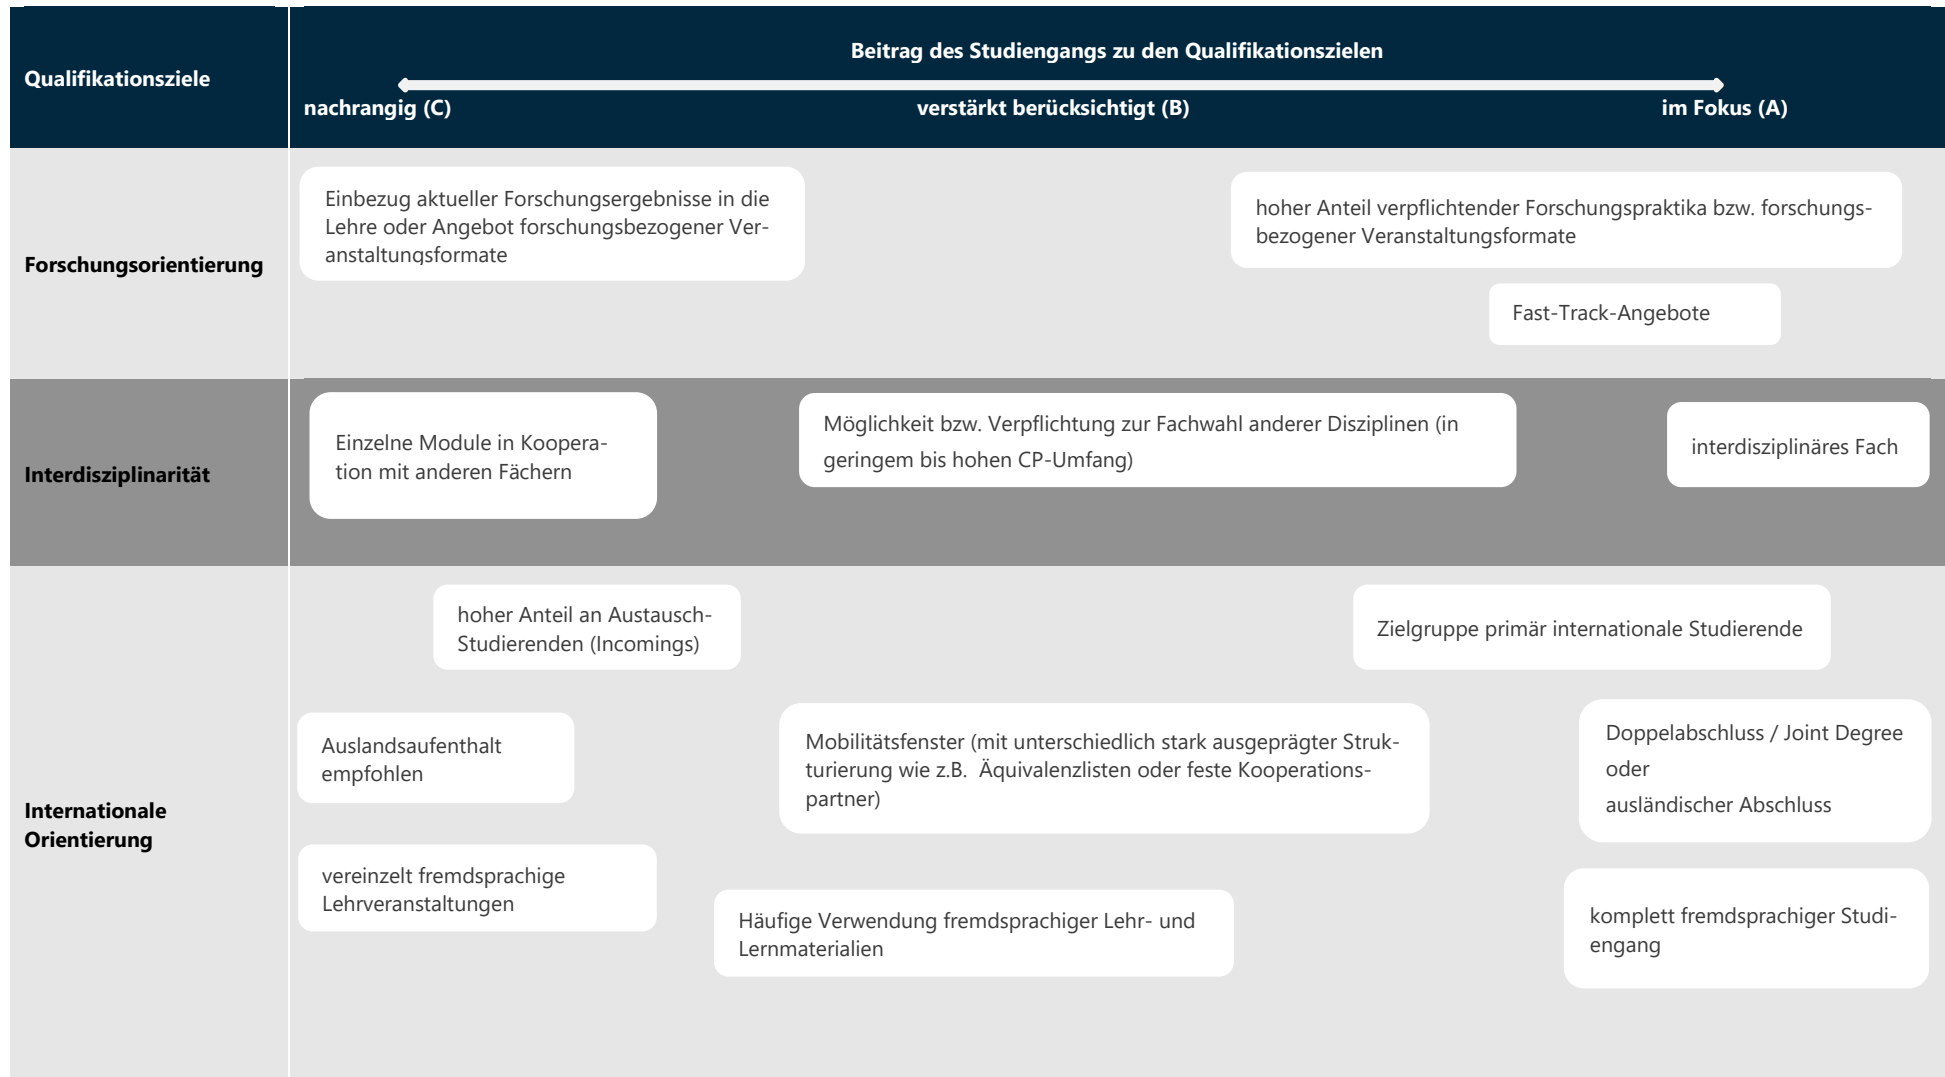 Qualifikationsziele
Beitrag des Studiengangs zu den Qualifikationszielen
nachrangig (C)
verstärkt berücksichtigt (B)
im Fokus (A)
Forschungsorientierung
Einbezug aktueller Forschungsergebnisse in die
Lehre oder Angebot forschungsbezogener Ver-
anstaltungsformate
hoher Anteil verpflichtender Forschungspraktika bzw. forschungs-
bezogener Veranstaltungsformate
Fast-Track-Angebote
Interdisziplinarität
Einzelne Module in Koopera-
tion mit anderen Fächern
Möglichkeit bzw. Verpflichtung zur Fachwahl anderer Disziplinen (in
geringem bis hohen CP-Umfang)
interdisziplinäres Fach
Internationale
Orientierung
hoher Anteil an Austausch-
Studierenden (Incomings)
Zielgruppe primär internationale Studierende
Auslandsaufenthalt
empfohlen
Mobilitätsfenster (mit unterschiedlich stark ausgeprägter Struk-
turierung wie z.B. Äquivalenzlisten oder feste Kooperations-
partner)
Doppelabschluss / Joint Degree
oder
ausländischer Abschluss
vereinzelt fremdsprachige
Lehrveranstaltungen
Häufige Verwendung fremdsprachiger Lehr- und
Lernmaterialien
komplett fremdsprachiger Studi-
engang